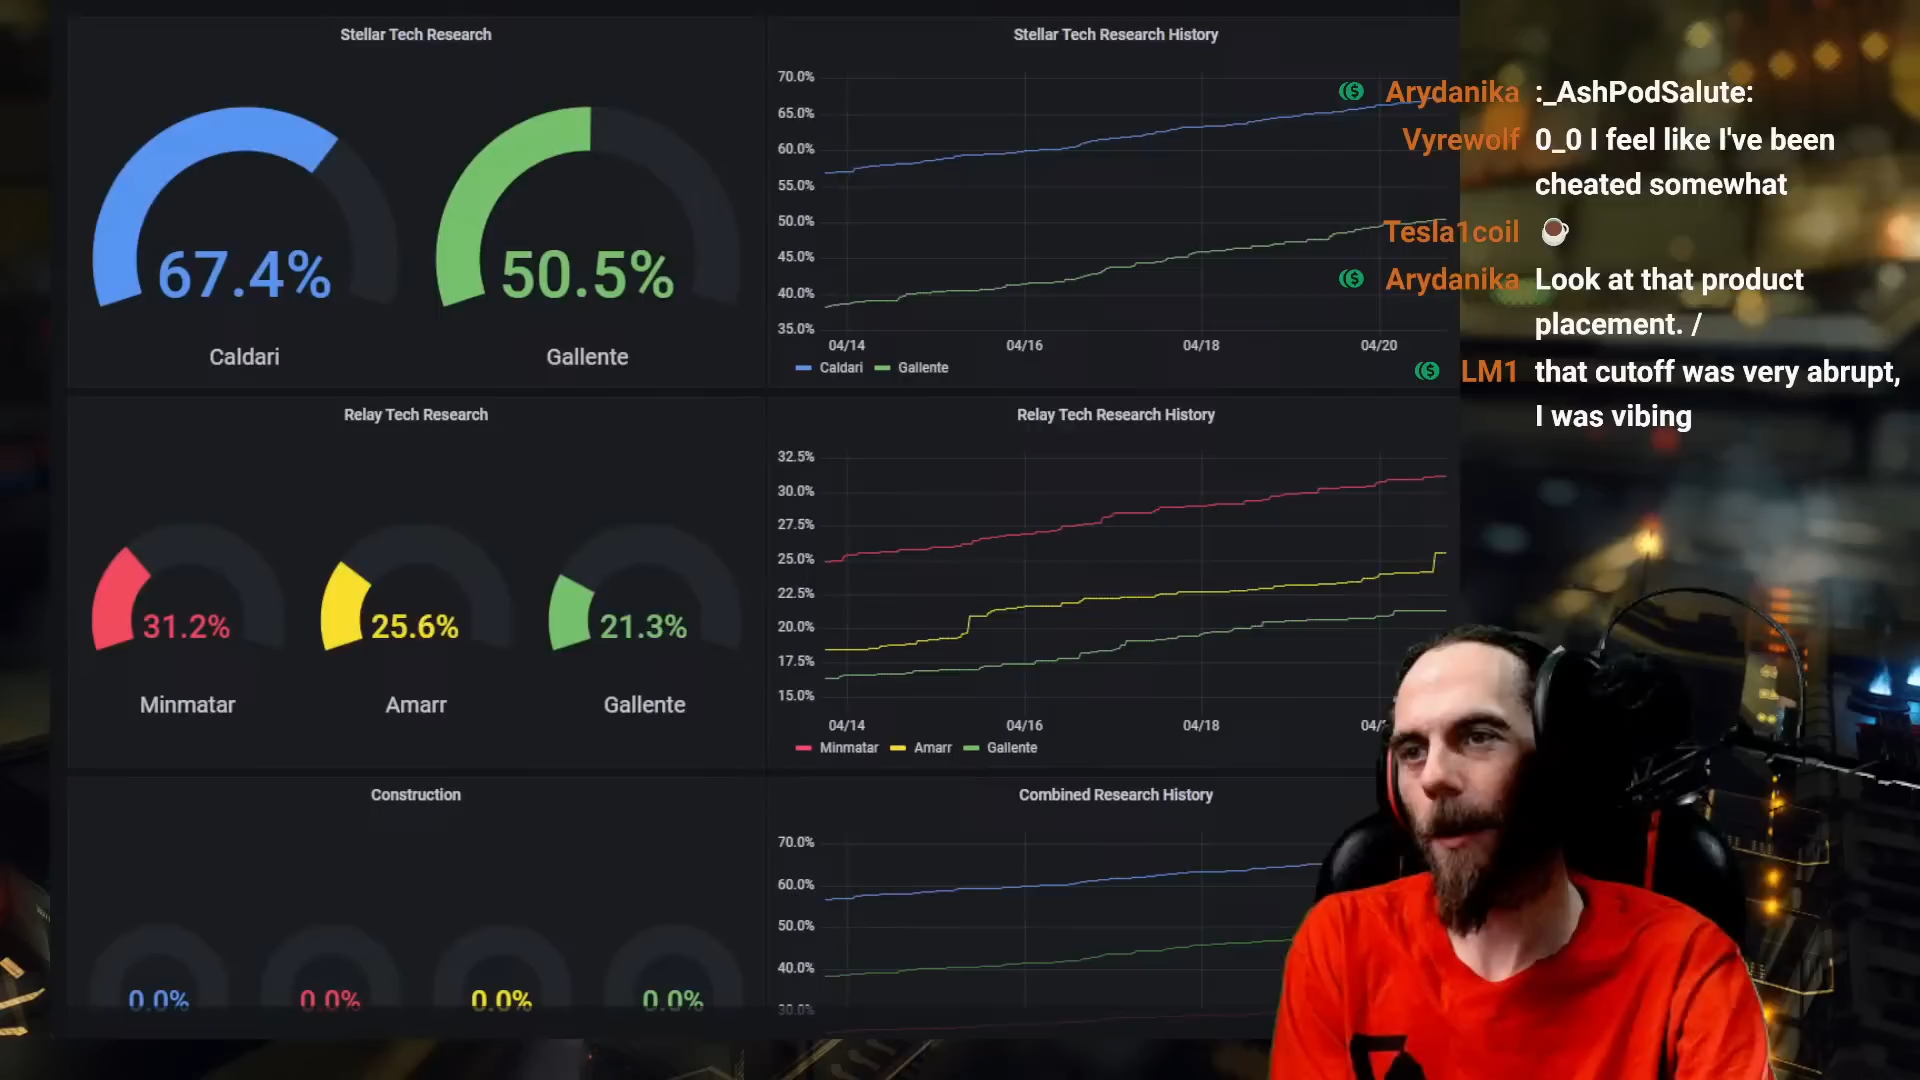 Stellar Tech Research
67.4%
50.5%
Caldari
Gallente
Stellar Tech Research History
70.0%
65.0%
60.0%
55.0%
50.0%
45.0%
40.0%
35.0%
04/14
04/16
04/18
04/20
Caldari
Gallente
Relay Tech Research
31.2%
25.6%
21.3%
Minmatar
Amarr
Gallente
Relay Tech Research History
32.5%
30.0%
27.5%
25.0%
22.5%
20.0%
17.5%
15.0%
04/14
04/16
04/18
Minmatar
Amarr
Gallente
Construction
0.0%
0.0%
0.0%
0.0%
Combined Research History
70.0%
60.0%
50.0%
40.0%
30.0%
Arydanika :_AshPodSalute:
Vyrewolf 0_0 I feel like I've been
cheated somewhat
Tesla1coil
Arydanika Look at that product
placement. /
LM1 that cutoff was very abrupt,
I was vibing